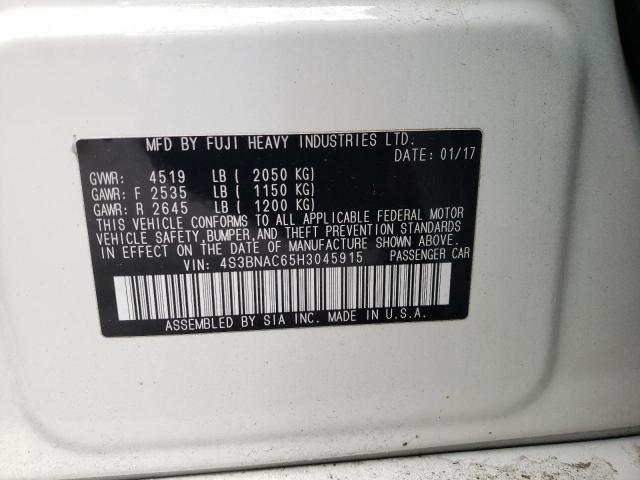 MFD BY FUJI HEAVY INDUSTRIES LTD.
DATE: 01/17
GVWR: 4519 LB ( 2050 KG)
GAWR: F 2535 LB ( 1150 KG)
GAWR: R 2645 LB ( 1200 KG)
THIS VEHICLE CONFORMS TO ALL APPLICABLE FEDERAL MOTOR
VEHICLE SAFETY, BUMPER, AND THEFT PREVENTION STANDARDS
IN EFFECT ON THE DATE OF MANUFACTURE SHOWN ABOVE.
VIN: 4S3BNAC65H3045915 PASSENGER CAR
ASSEMBLED BY SIA INC. MADE IN U.S.A.